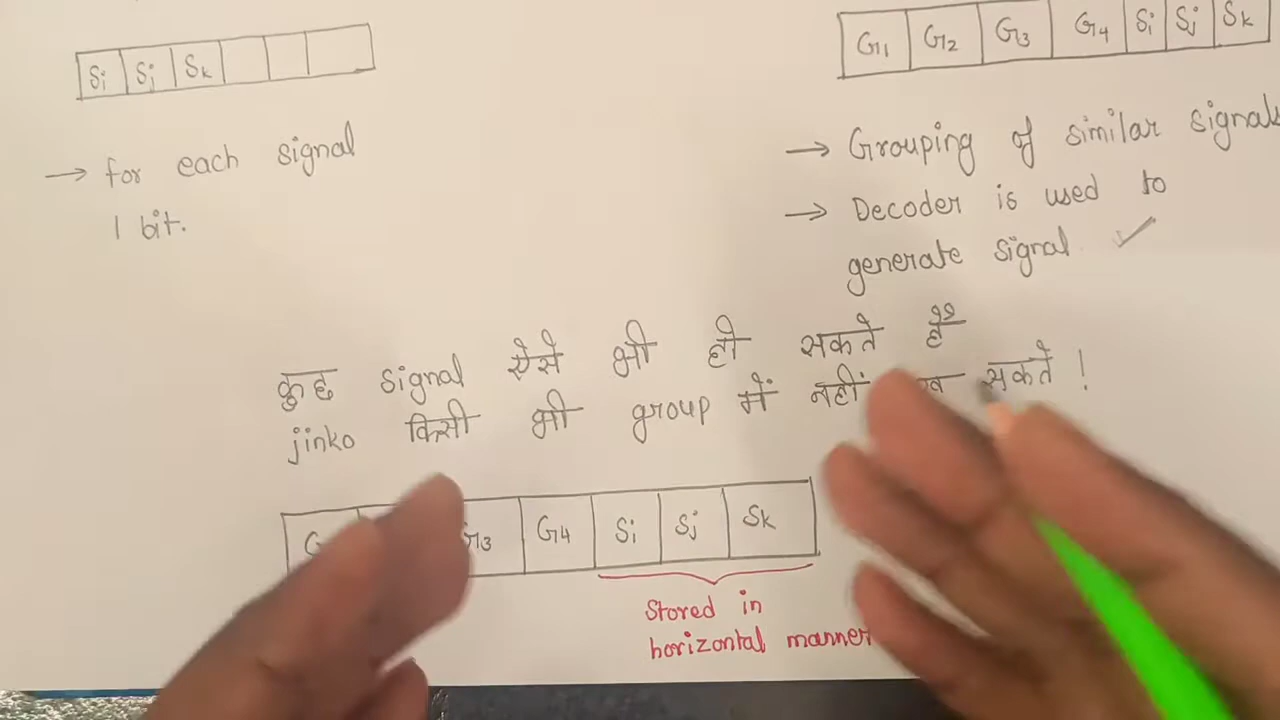 Si Sj Sk
→ for each signal
1 bit.
G1 G2 G3 G4 Si Sj Sk
→ Grouping of similar signals
→ Decoder is used to
generate signal ✓
कुछ signal ऐसे भी हो सकते हैं
jinko किसी भी group में नहीं सकते !
G3 G4 Si Sj Sk
Stored in
horizontal manner